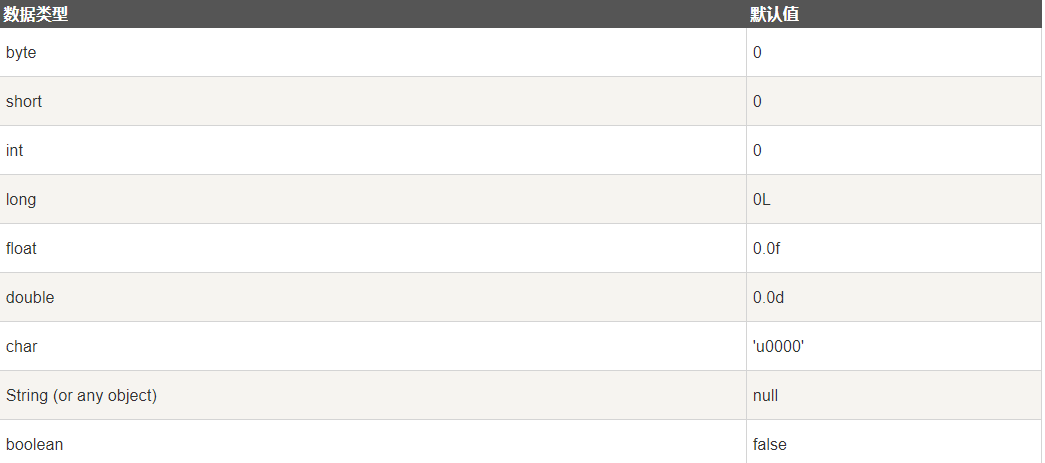 数据类型 默认值
byte 0
short 0
int 0
long 0L
float 0.0f
double 0.0d
char 'u0000'
String (or any object) null
boolean false